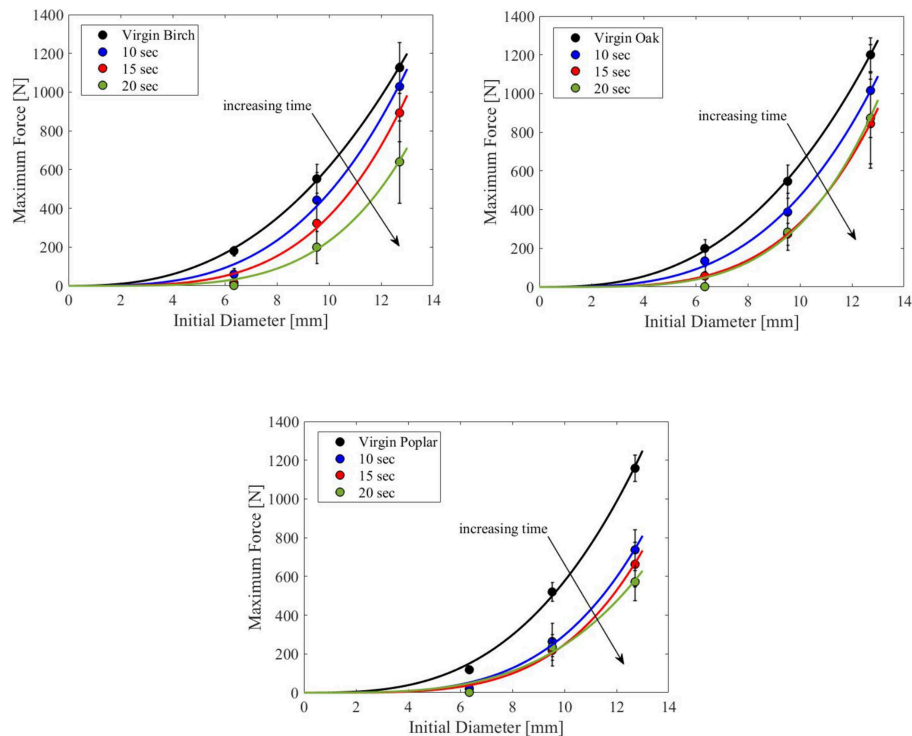 1400
1200
1000
800
600
400
200
0
Maximum Force [N]
Virgin Birch
10 sec
15 sec
20 sec
increasing time
0 2 4 6 8 10 12 14
Initial Diameter [mm]
1400
1200
1000
800
600
400
200
0
Maximum Force [N]
Virgin Oak
10 sec
15 sec
20 sec
increasing time
0 2 4 6 8 10 12 14
Initial Diameter [mm]
1400
1200
1000
800
600
400
200
0
Maximum Force [N]
Virgin Poplar
10 sec
15 sec
20 sec
increasing time
0 2 4 6 8 10 12 14
Initial Diameter [mm]